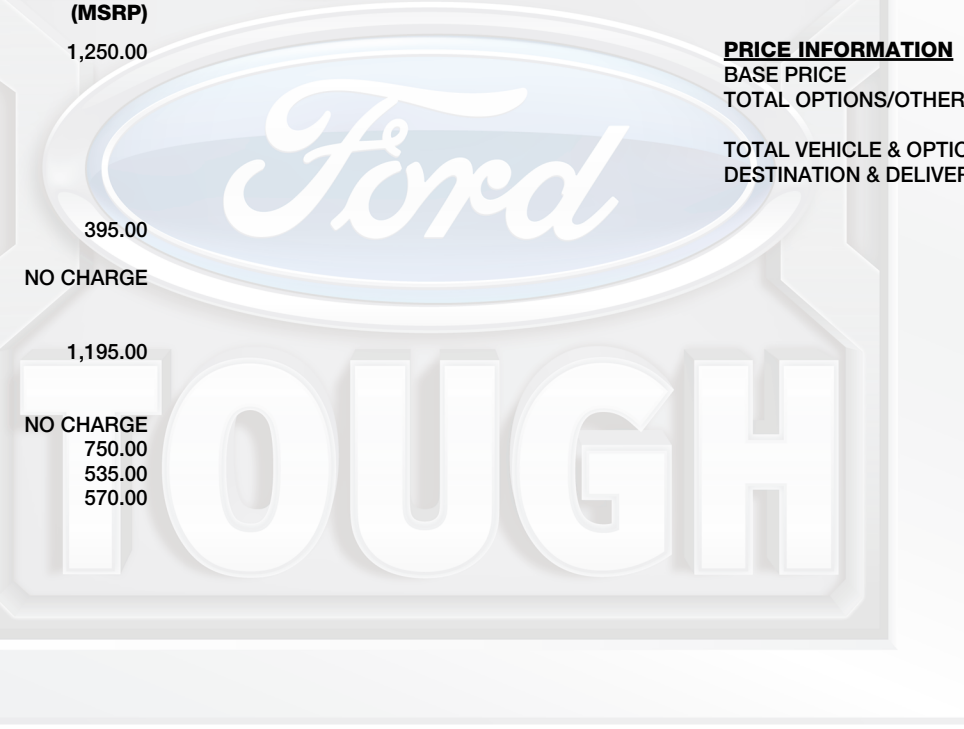 (MSRP)
1,250.00
395.00
NO CHARGE
1,195.00
NO CHARGE
750.00
535.00
570.00
PRICE INFORMATION
BASE PRICE
TOTAL OPTIONS/OTHER
TOTAL VEHICLE & OPTIO
DESTINATION & DELIVER
Ford
TOUGH